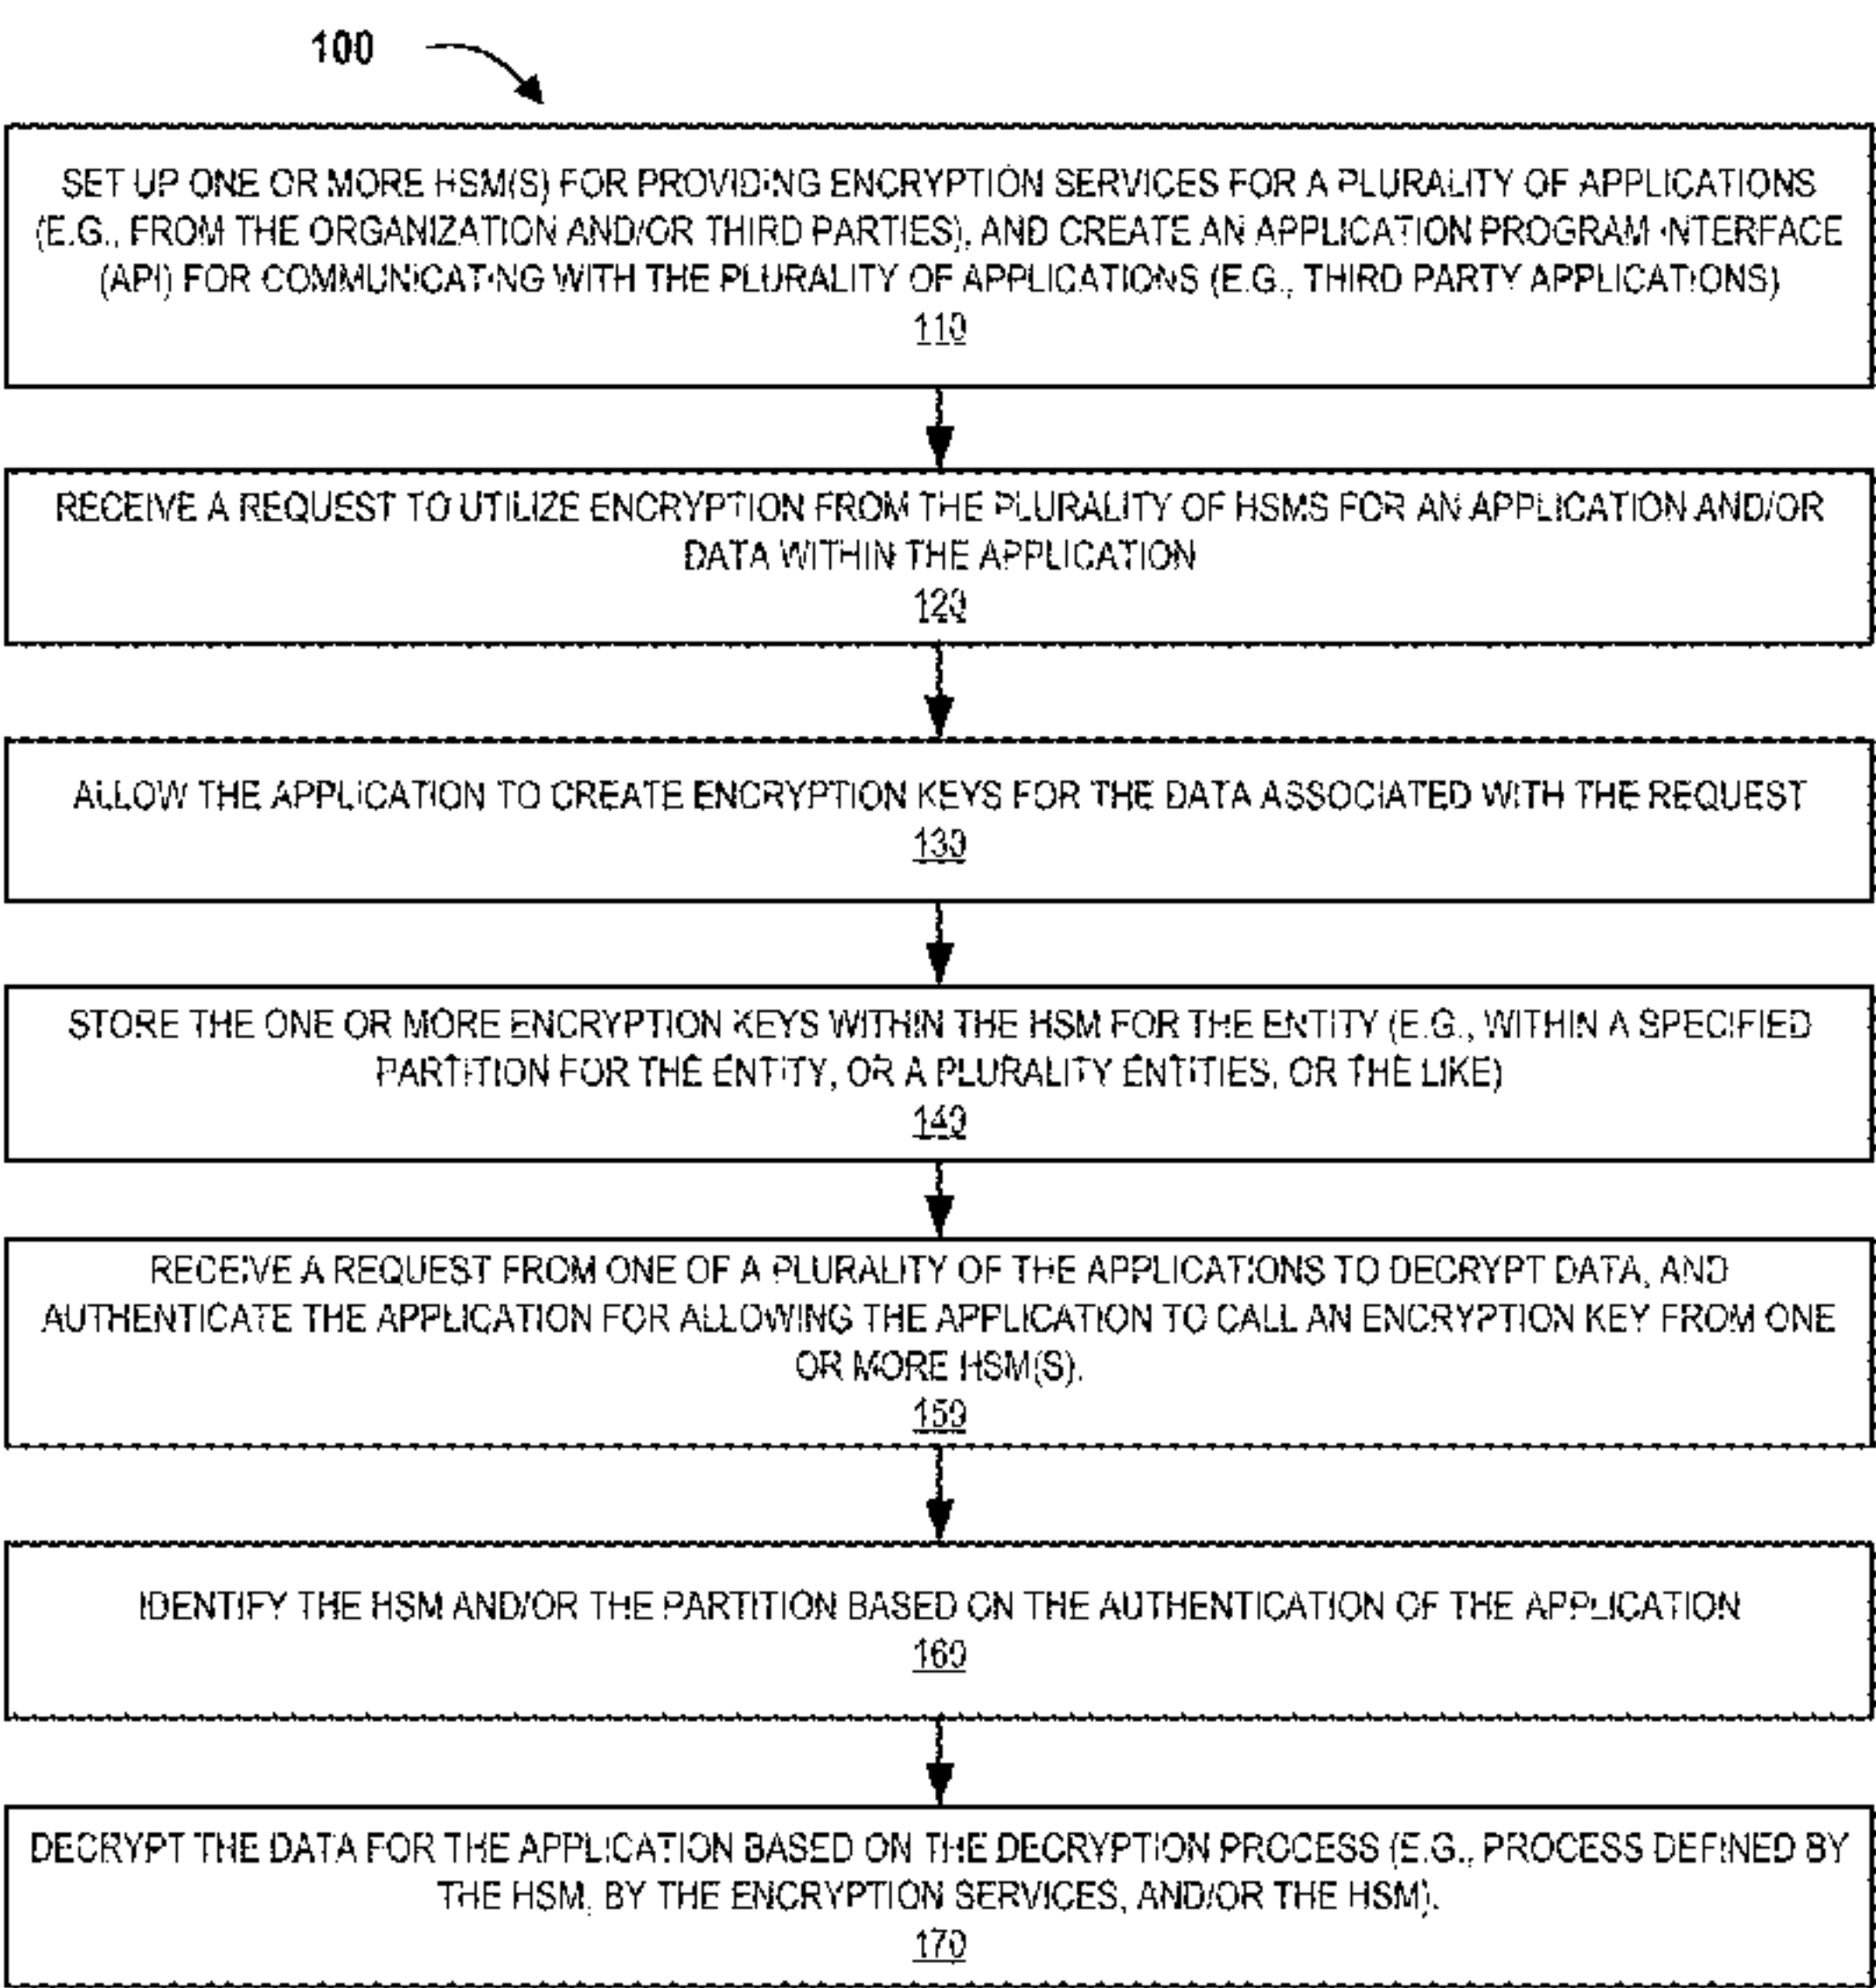 100
SET UP ONE OR MORE HSM(S) FOR PROVIDING ENCRYPTION SERVICES FOR A PLURALITY OF APPLICATIONS
(E.G., FROM THE ORGANIZATION AND/OR THIRD PARTIES), AND CREATE AN APPLICATION PROGRAM INTERFACE
(API) FOR COMMUNICATING WITH THE PLURALITY OF APPLICATIONS (E.G., THIRD PARTY APPLICATIONS)
110
RECEIVE A REQUEST TO UTILIZE ENCRYPTION FROM THE PLURALITY OF HSMS FOR AN APPLICATION AND/OR
DATA WITHIN THE APPLICATION
120
ALLOW THE APPLICATION TO CREATE ENCRYPTION KEYS FOR THE DATA ASSOCIATED WITH THE REQUEST
130
STORE THE ONE OR MORE ENCRYPTION KEYS WITHIN THE HSM FOR THE ENTITY (E.G., WITHIN A SPECIFIED
PARTITION FOR THE ENTITY, OR A PLURALITY ENTITIES, OR THE LIKE)
140
RECEIVE A REQUEST FROM ONE OF A PLURALITY OF THE APPLICATIONS TO DECRYPT DATA, AND
AUTHENTICATE THE APPLICATION FOR ALLOWING THE APPLICATION TO CALL AN ENCRYPTION KEY FROM ONE
OR MORE HSM(S).
150
IDENTIFY THE HSM AND/OR THE PARTITION BASED ON THE AUTHENTICATION OF THE APPLICATION
160
DECRYPT THE DATA FOR THE APPLICATION BASED ON THE DECRYPTION PROCESS (E.G., PROCESS DEFINED BY
THE HSM, BY THE ENCRYPTION SERVICES, AND/OR THE HSM).
170